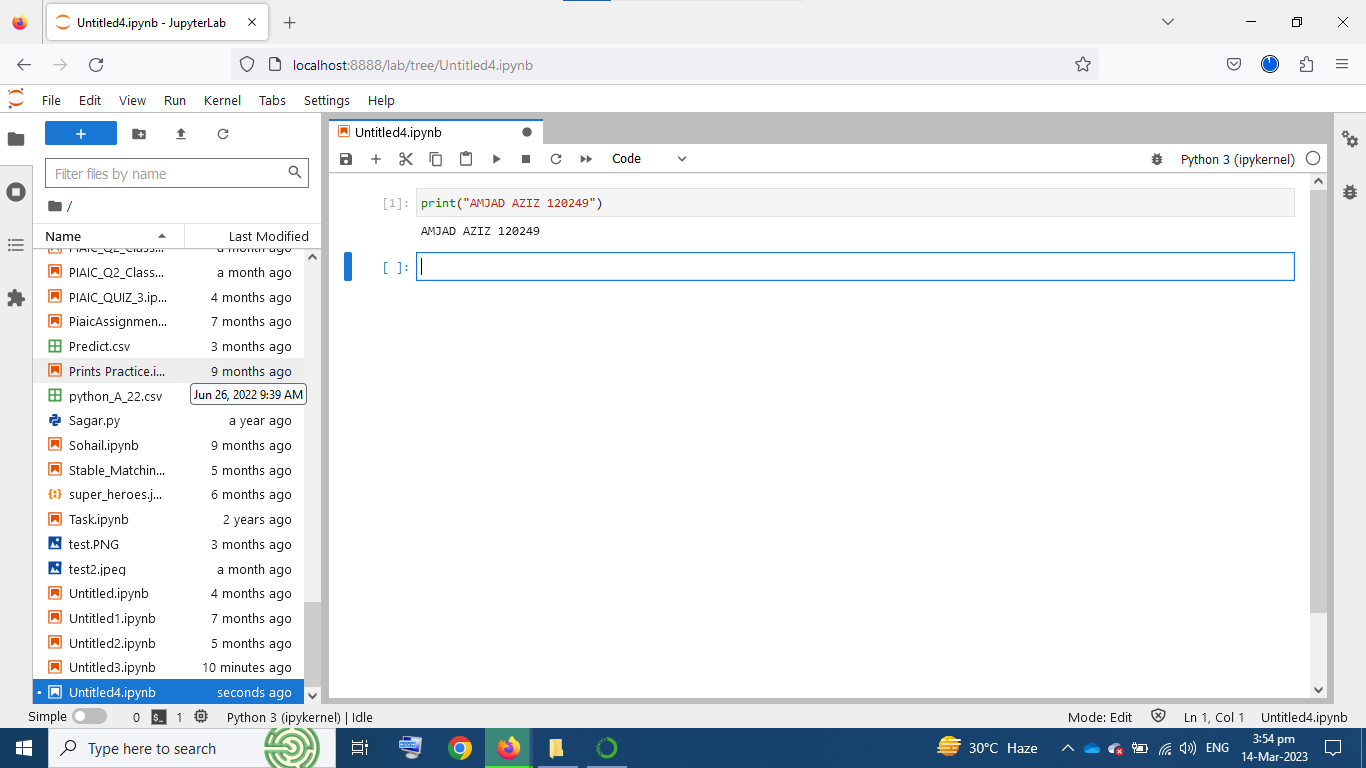 Untitled4.ipynb - JupyterLab
localhost:8888/lab/tree/Untitled4.ipynb
File Edit View Run Kernel Tabs Settings Help
Filter files by name
/
Name Last Modified
PIAIC_Q2_Class... a month ago
PIAIC_Q2_Class... a month ago
PIAIC_QUIZ_3.ip... 4 months ago
PiaicAssignmen... 7 months ago
Predict.csv 3 months ago
Prints Practice.i... 9 months ago
python_A_22.csv
Jun 26, 2022 9:39 AM
Sagar.py a year ago
Sohail.ipynb 9 months ago
Stable_Matchin... 5 months ago
super_heroes.j... 6 months ago
Task.ipynb 2 years ago
test.PNG 3 months ago
test2.jpeg a month ago
Untitled.ipynb 4 months ago
Untitled1.ipynb 7 months ago
Untitled2.ipynb 5 months ago
Untitled3.ipynb 10 minutes ago
Untitled4.ipynb seconds ago
Untitled4.ipynb
Code Python 3 (ipykernel)
[1]: print("AMJAD AZIZ 120249")
AMJAD AZIZ 120249
[ ]:
Simple 0 $_ 1 Python 3 (ipykernel) | Idle Mode: Edit Ln 1, Col 1 Untitled4.ipynb
Type here to search 30°C Haze ENG 3:54 pm
14-Mar-2023